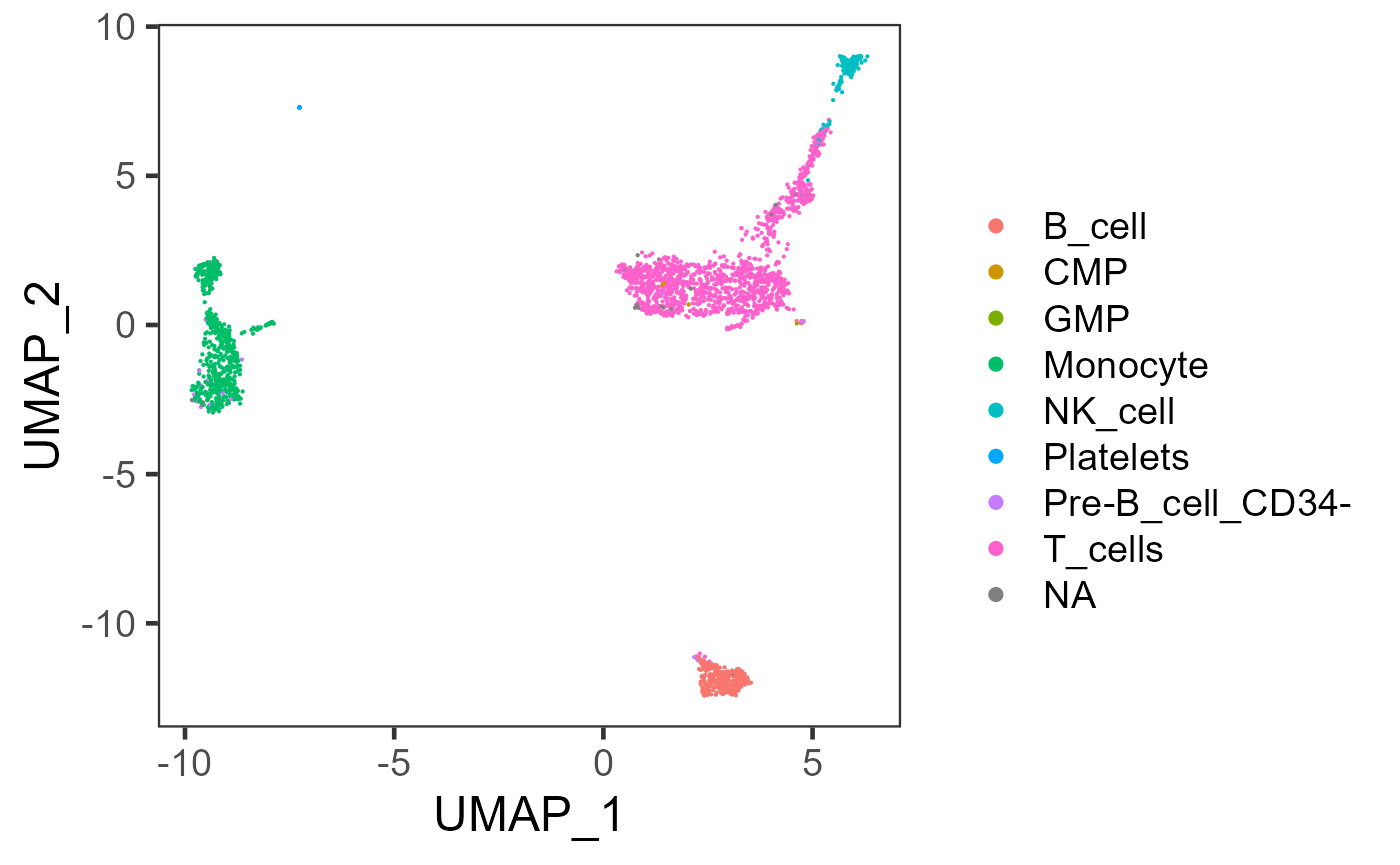 10
5
0
-5
-10
UMAP_2
-10
-5
0
5
UMAP_1
B_cell
CMP
GMP
Monocyte
NK_cell
Platelets
Pre-B_cell_CD34-
T_cells
NA